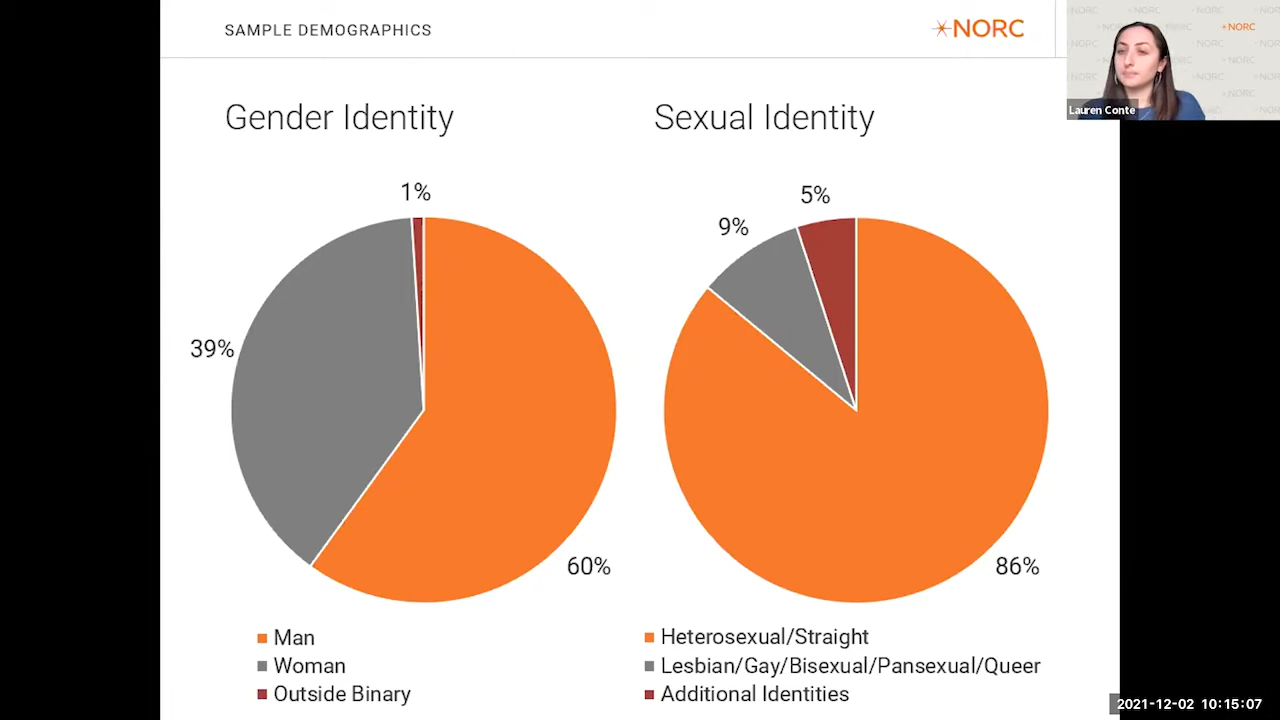 SAMPLE DEMOGRAPHICS
NORC
NORC
Lauren Conte
Gender Identity
Sexual Identity
1%
39%
60%
5%
9%
86%
Man
Woman
Outside Binary
Heterosexual/Straight
Lesbian/Gay/Bisexual/Pansexual/Queer
Additional Identities
2021-12-02 10:15:07